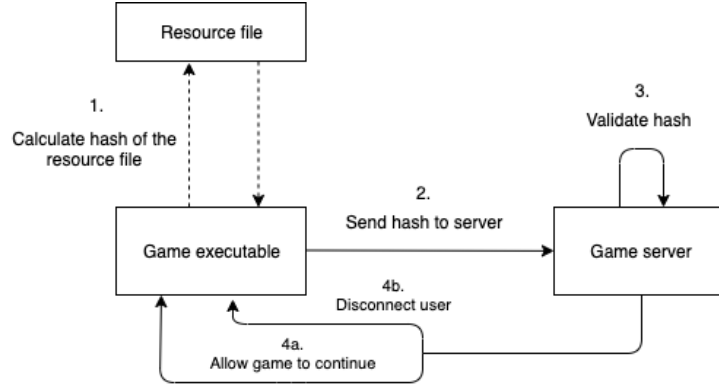 Resource file
1.
Calculate hash of the
resource file
3.
Validate hash
2.
Send hash to server
Game executable
Game server
4b.
Disconnect user
4a.
Allow game to continue